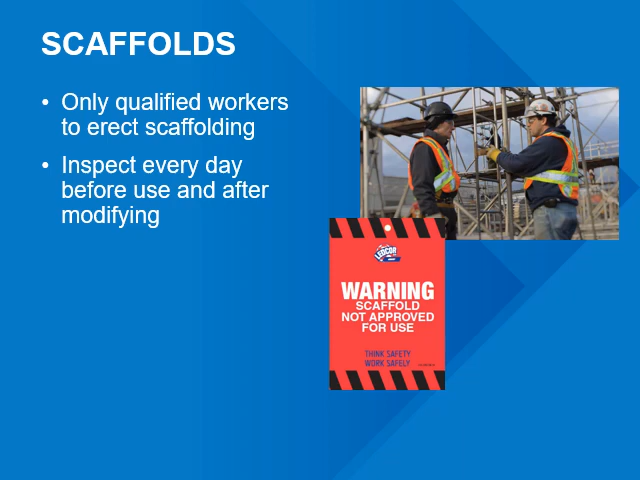 SCAFFOLDS
• Only qualified workers
to erect scaffolding
• Inspect every day
before use and after
modifying
LEDCOR
WARNING
SCAFFOLD
NOT APPROVED
FOR USE
THINK SAFETY
WORK SAFELY